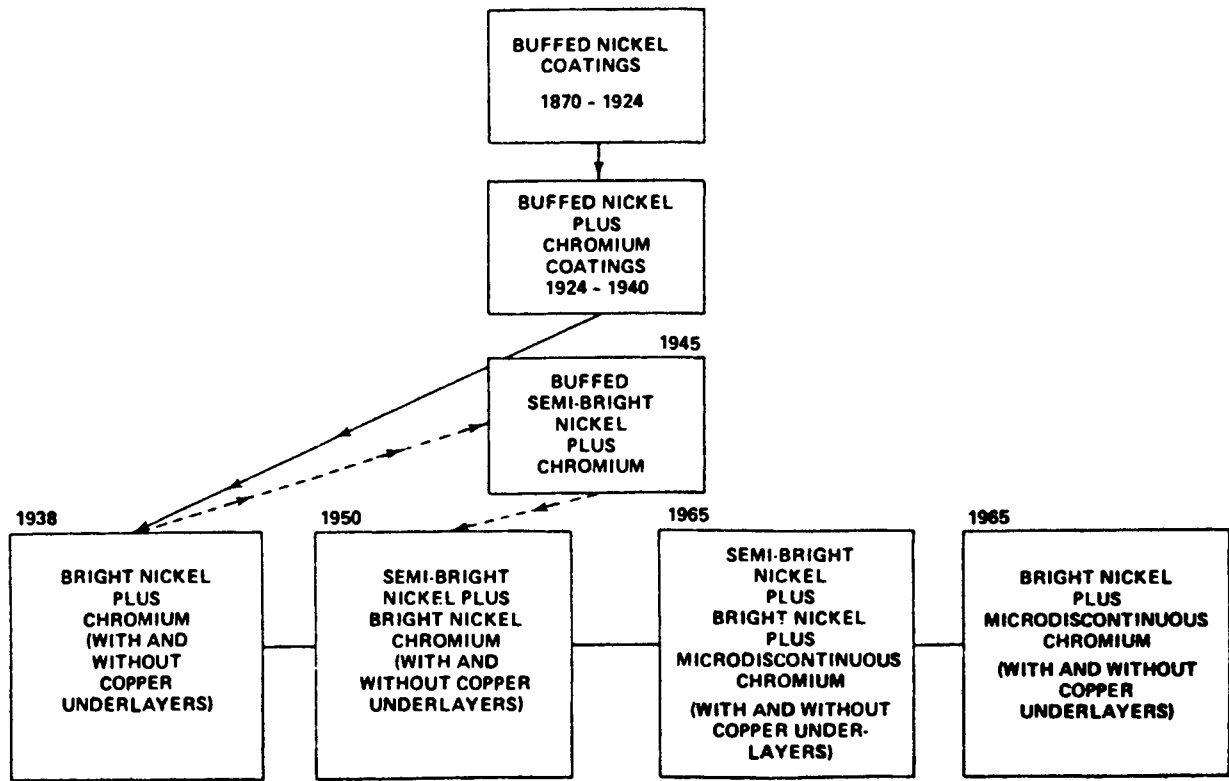 BUFFED NICKEL
COATINGS
1870 - 1924
BUFFED NICKEL
PLUS
CHROMIUM
COATINGS
1924 - 1940
1945
BUFFED
SEMI-BRIGHT
NICKEL
PLUS
CHROMIUM
1938
BRIGHT NICKEL
PLUS
CHROMIUM
(WITH AND
WITHOUT
COPPER
UNDERLAYERS)
1950
SEMI-BRIGHT
NICKEL PLUS
BRIGHT NICKEL
CHROMIUM
(WITH AND
WITHOUT COPPER
UNDERLAYERS)
1965
SEMI-BRIGHT
NICKEL
PLUS
BRIGHT NICKEL
PLUS
MICRODISCONTINUOUS
CHROMIUM
(WITH AND WITHOUT
COPPER UNDER-
LAYERS)
1965
BRIGHT NICKEL
PLUS
MICRODISCONTINUOUS
CHROMIUM
(WITH AND WITHOUT
COPPER
UNDERLAYERS)